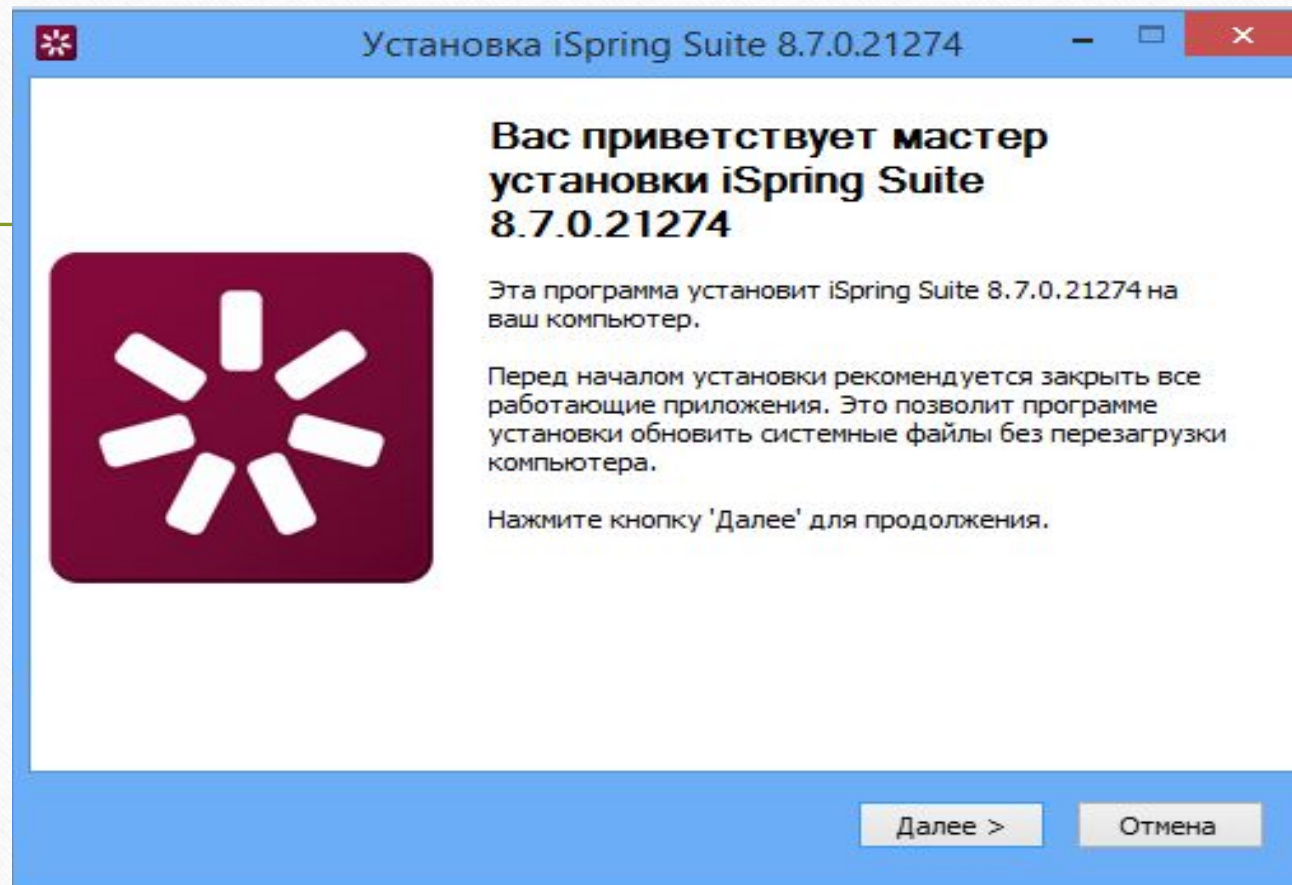 Установка iSpring Suite 8.7.0.21274
Вас приветствует мастер
установки iSpring Suite
8.7.0.21274
Эта программа установит iSpring Suite 8.7.0.21274 на
ваш компьютер.
Перед началом установки рекомендуется закрыть все
работающие приложения. Это позволит программе
установки обновить системные файлы без перезагрузки
компьютера.
Нажмите кнопку 'Далее' для продолжения.
Далее >
Отмена